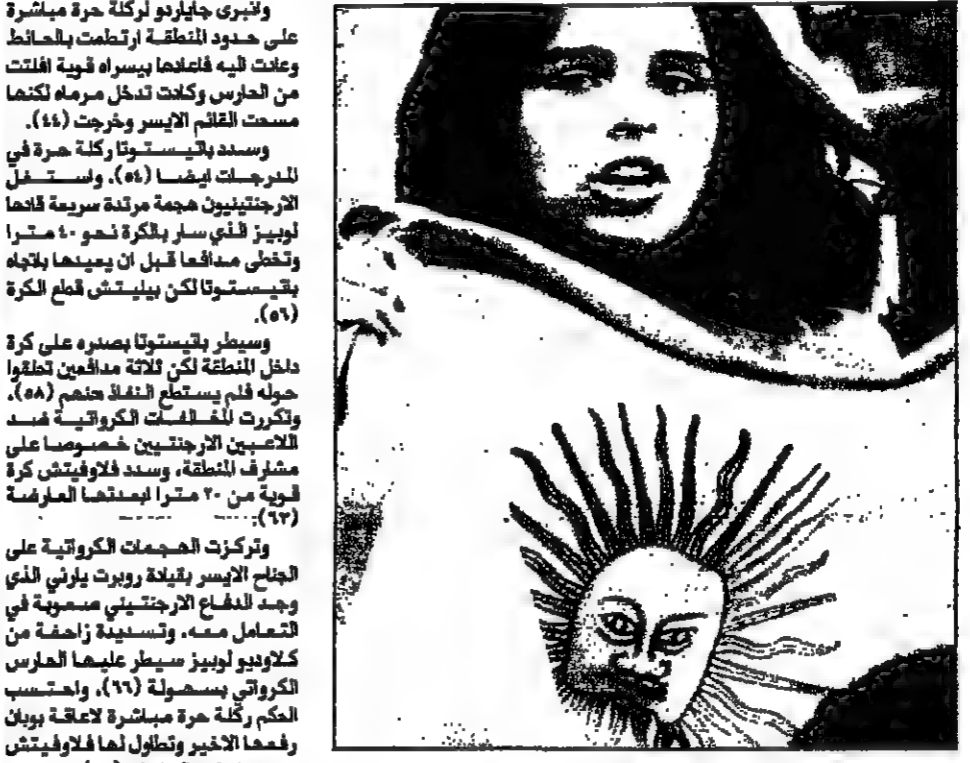 وانبرى جاياردو لركلة حرة مباشرة
على حدود المنطقة ارتطمت بالحائط
وعادت اليه فاعادها بيسراه قوية افلتت
من الحارس وكادت تدخل مرماه لكنها
مسحت القائم الايسر وخرجت (٤٤).
وسدد باتيستوتا ركلة حرة في
المدرجات ايضا (٥٤). واستغل
الارجنتينيون هجمة مرتدة سريعة قادها
لوبيز الذي سار بالكرة نحو ٤٠ مترا
وتخطى مدافعا قبل ان يعيدها باتجاه
بتيستوتا لكن بيليتش قطع الكرة
(٥٦).
وسيطر باتيستوتا بصدره على كرة
داخل المنطقة لكن ثلاثة مدافعين تحلقوا
حوله فلم يستطع النفاذ منهم (٥٨).
وتكررت المخالفات الكرواتية ضد
اللاعبين الارجنتيين خصوصا على
مشارف المنطقة، وسدد فلاوفيتش كرة
قوية من ٢٠ مترا ابعدتها العارضة
(٦٣).
وتركزت الهجمات الكرواتية على
الجناح الايسر بقيادة روبرت يارني الذي
وجد الدفاع الارجنتيني صعوبة في
التعامل معه، وتسديدة زاحفة من
كلاوديو لوبيز سيطر عليها الحارس
الكرواتي بسهولة (٦٦). واحتسب
الحكم ركلة حرة مباشرة لاعاقة بوبان
رفعها الاخير وتطاول لها فلاوفيتش